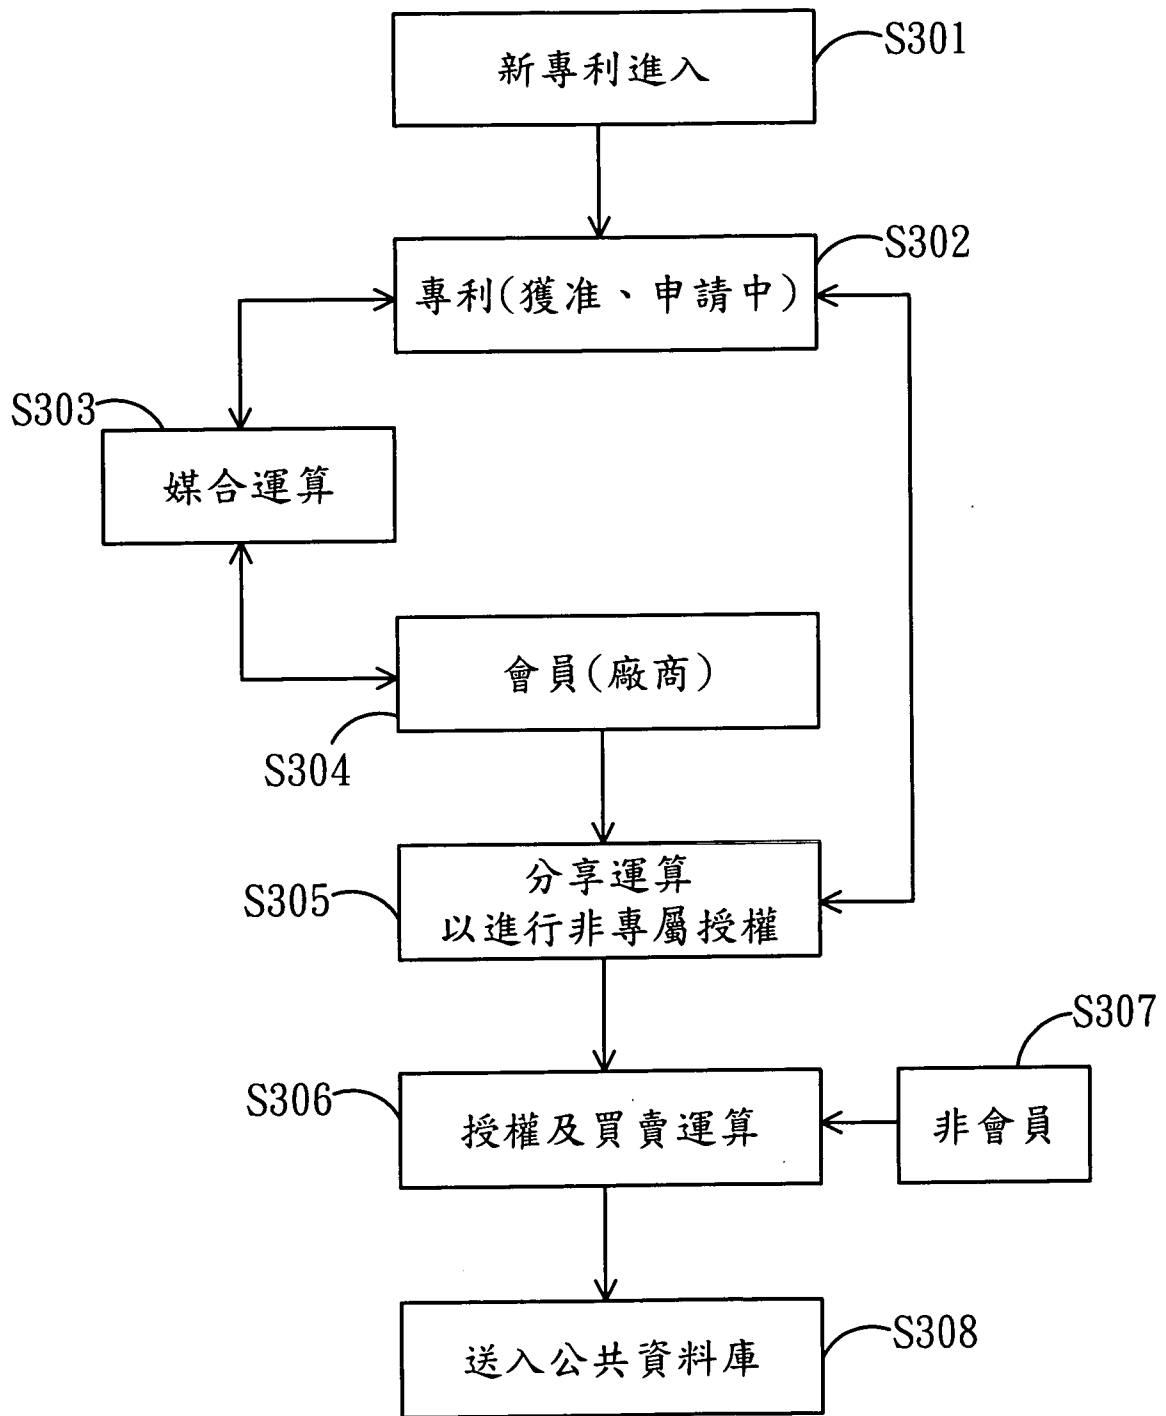 新專利進入
S301
專利(獲准、申請中)
S302
S303
媒合運算
會員(廠商)
S304
分享運算
以進行非專屬授權
S305
S306
授權及買賣運算
S307
非會員
送入公共資料庫
S308